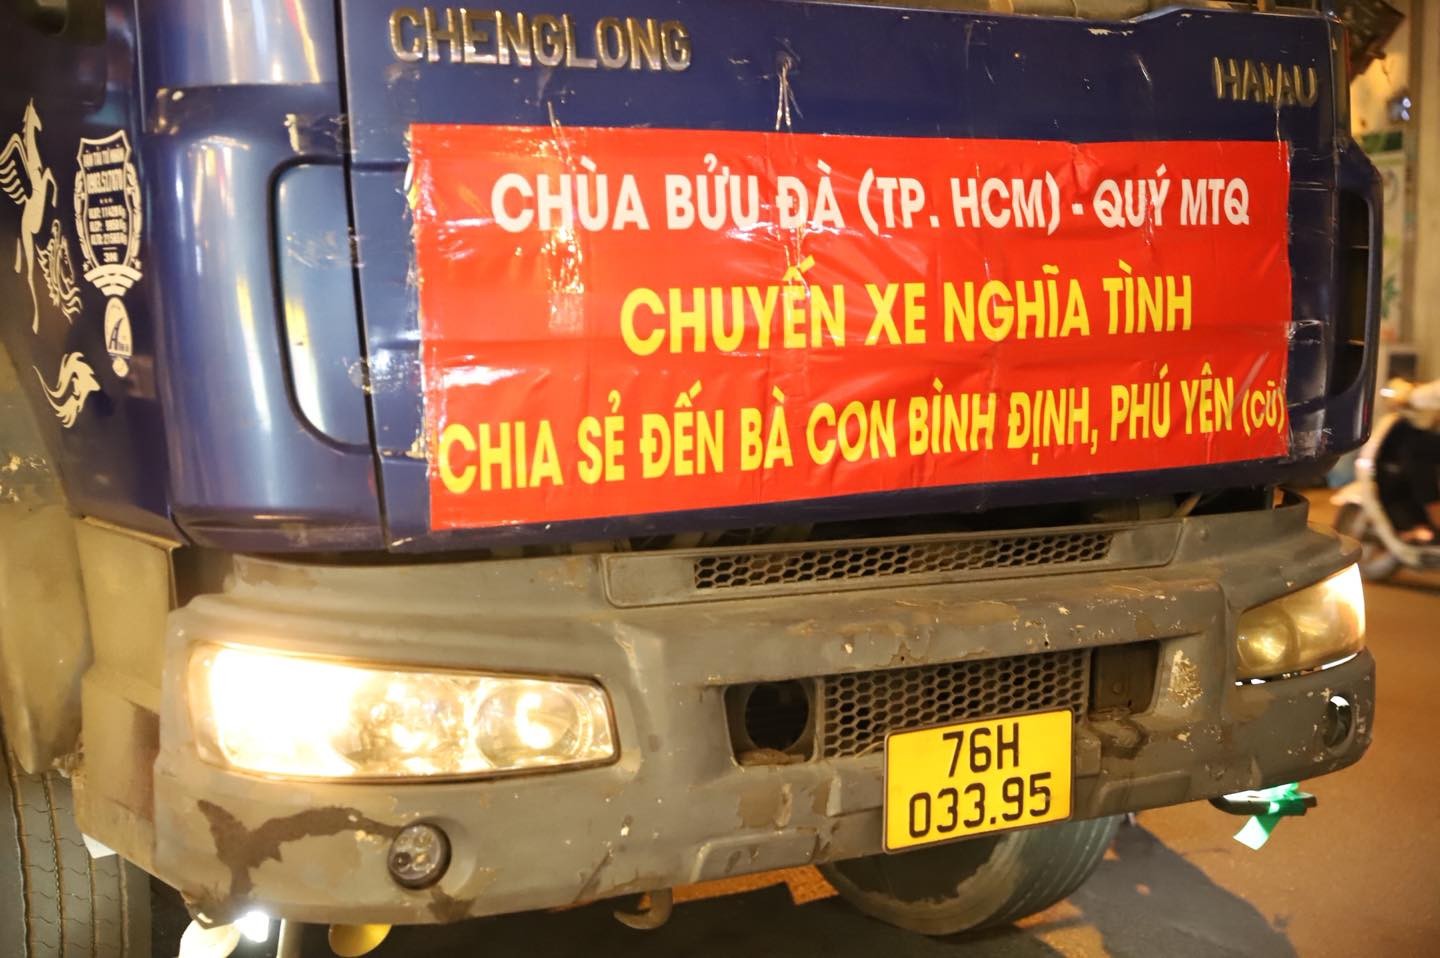 CHENGLONG
HAIAU
CHÙA BỬU ĐÀ (TP. HCM) - QUÝ MTQ
CHUYẾN XE NGHĨA TÌNH
CHIA SẺ ĐẾN BÀ CON BÌNH ĐỊNH, PHÚ YÊN (CŨ)
76H
033.95